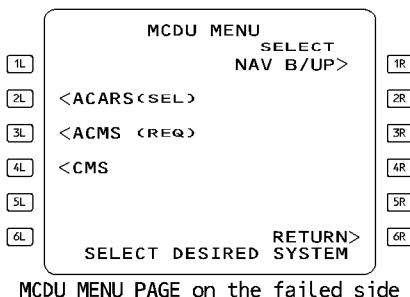 MCDU MENU
SELECT
1L NAV B/UP> 1R
2L <ACARS(SEL) 2R
3L <ACMS (REQ) 3R
4L <CMS 4R
5L 5R
6L RETURN> 6R
SELECT DESIRED SYSTEM
MCDU MENU PAGE on the failed side